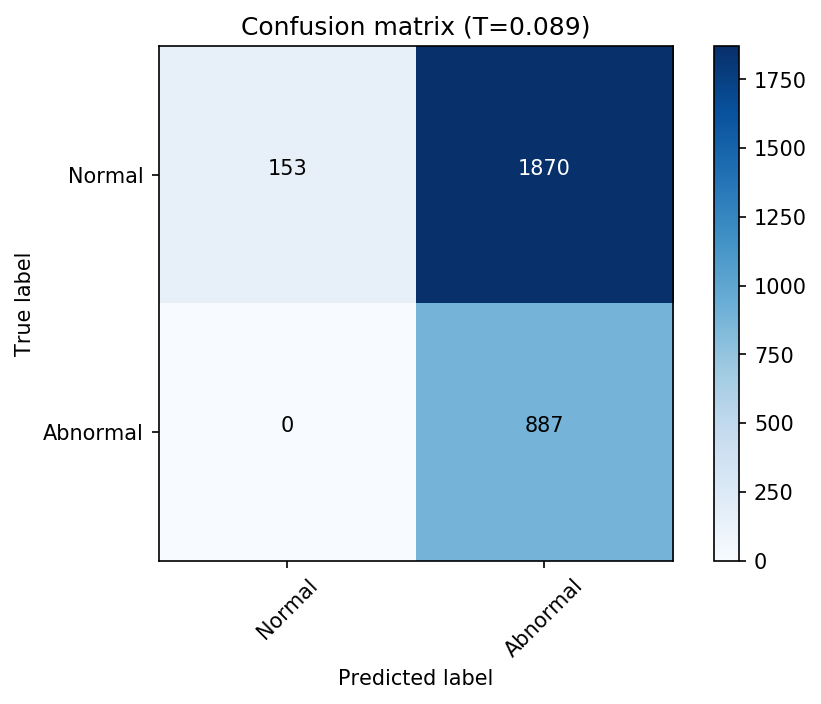 Confusion matrix (T=0.089)
True label
Normal
Abnormal
153
1870
0
887
Normal
Abnormal
Predicted label
1750
1500
1250
1000
750
500
250
0